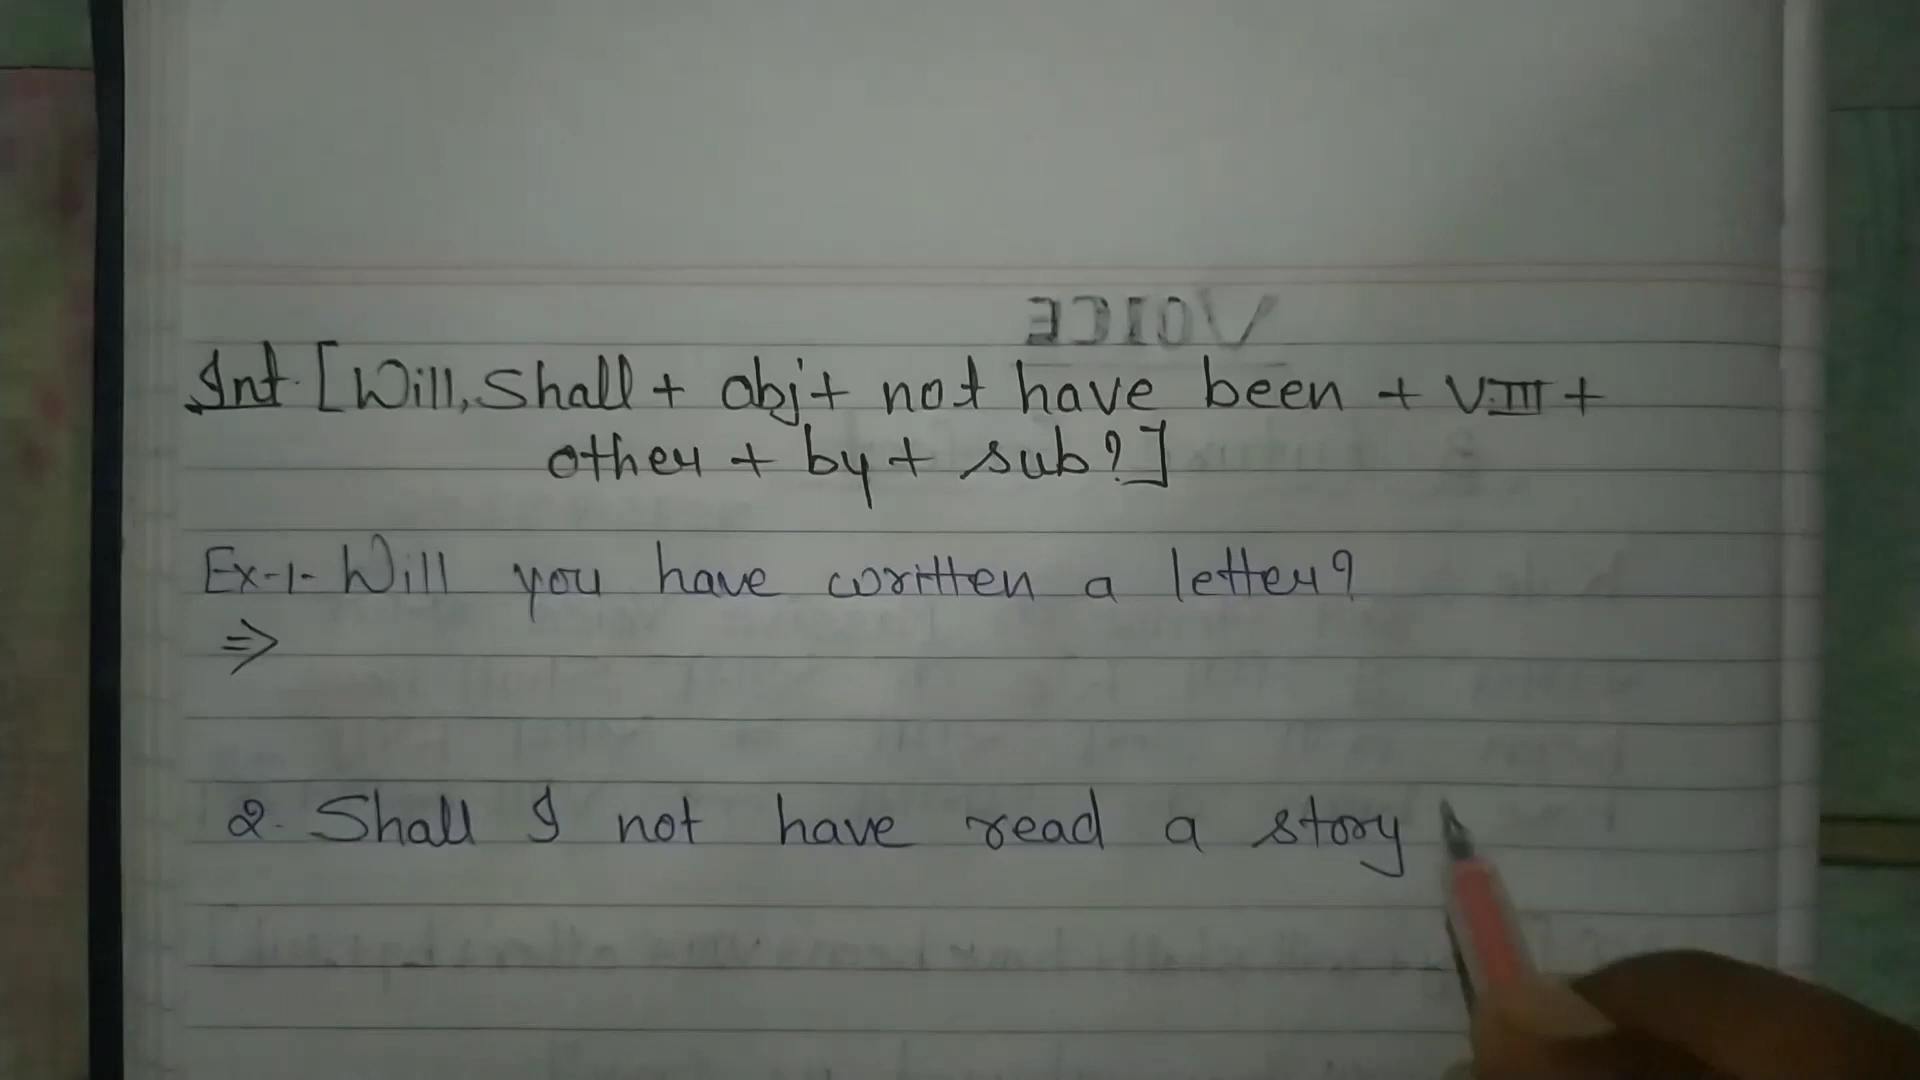 VOICE
Int. [Will, Shall + obj + not have been + V.III +
other + by + sub?]
Ex-1- Will you have written a letter?
⇒
2. Shall I not have read a story